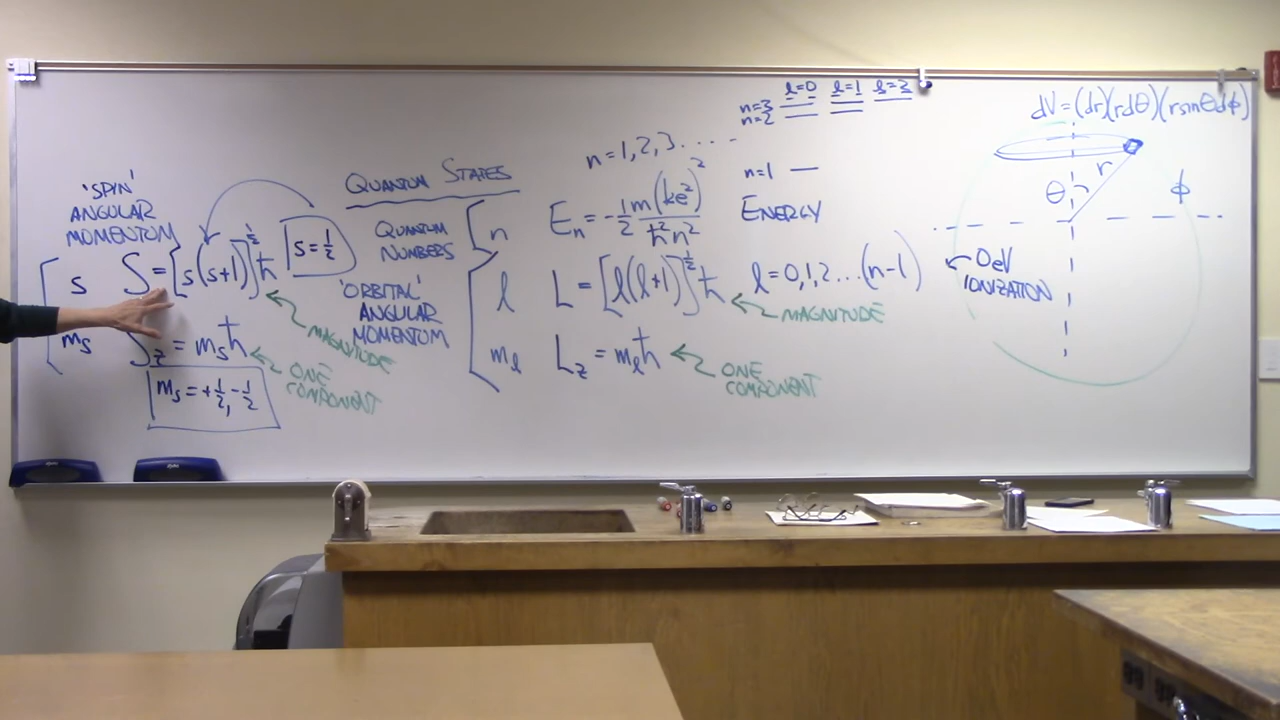 'SPIN'
ANGULAR
MOMENTUM
s S = [s(s+1)]^½ ħ
s = ½
MAGNITUDE
m_s S_z = m_s ħ
ONE
COMPONENT
m_s = +½, -½
QUANTUM STATES
QUANTUM
NUMBERS
n = 1, 2, 3 . . . .
n E_n = -½ m(ke²)² / ħ²n² ENERGY
'ORBITAL'
ANGULAR
MOMENTUM
l L = [l(l+1)]^½ ħ l = 0, 1, 2 ... (n-1)
MAGNITUDE
m_l L_z = m_l ħ
ONE
COMPONENT
l=0 l=1 l=2
n=3
n=2
n=1
0eV
IONIZATION
dV = (dr)(rdθ)(r sinθ dϕ)
r
θ
ϕ